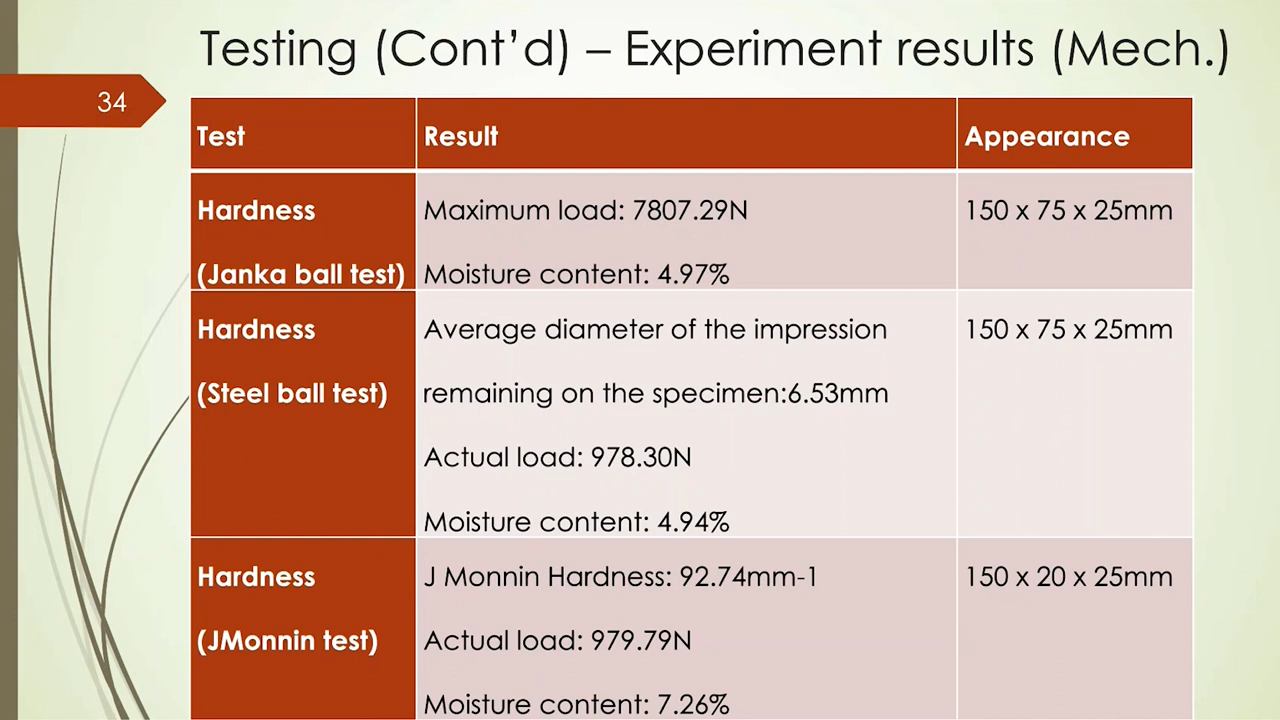 Testing (Cont’d) – Experiment results (Mech.)
34
Test
Result
Appearance
Hardness
(Janka ball test)
Maximum load: 7807.29N
Moisture content: 4.97%
150 x 75 x 25mm
Hardness
(Steel ball test)
Average diameter of the impression
remaining on the specimen:6.53mm
Actual load: 978.30N
Moisture content: 4.94%
150 x 75 x 25mm
Hardness
(JMonnin test)
J Monnin Hardness: 92.74mm-1
Actual load: 979.79N
Moisture content: 7.26%
150 x 20 x 25mm